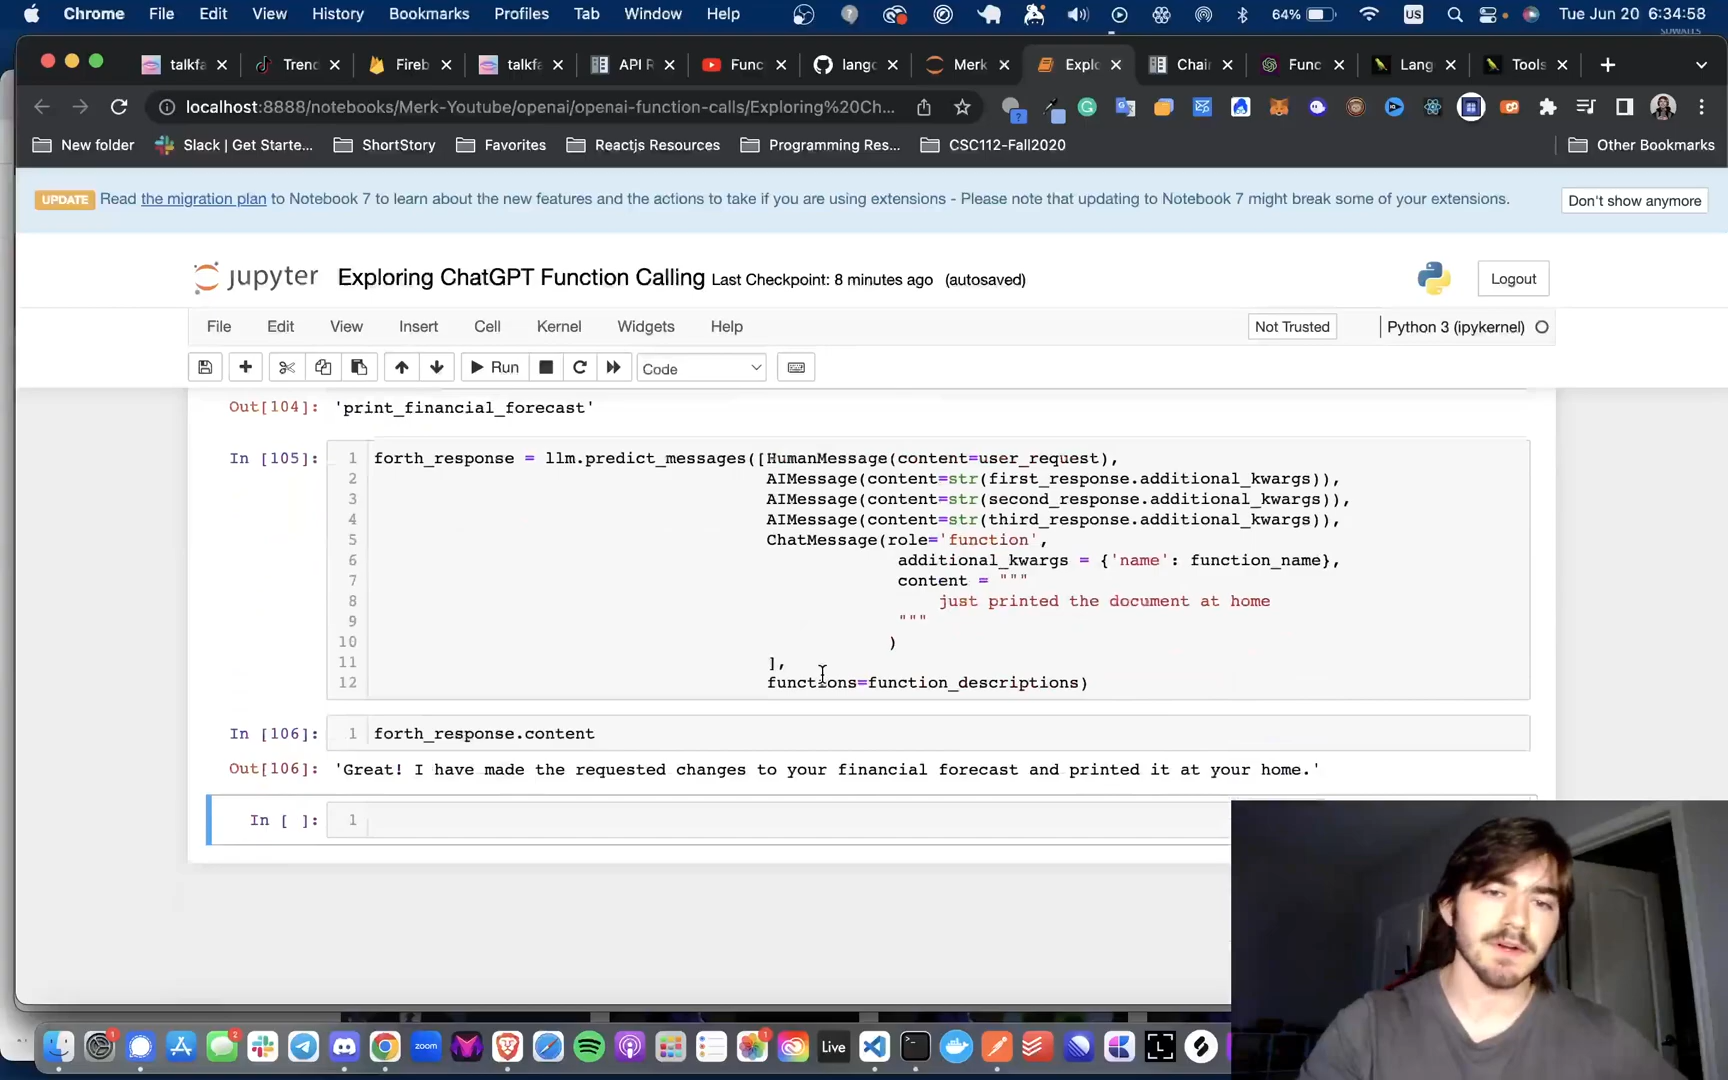 Chrome File Edit View History Bookmarks Profiles Tab Window Help 64% US Tue Jun 20 6:34:58
talkfa Trenc Fireb talkfa API R Func lango Merk Explo Chair Func Lang Tools
localhost:8888/notebooks/Merk-Youtube/openai/openai-function-calls/Exploring%20Ch...
New folder Slack | Get Starte... ShortStory Favorites Reactjs Resources Programming Res... CSC112-Fall2020 Other Bookmarks
UPDATE Read the migration plan to Notebook 7 to learn about the new features and the actions to take if you are using extensions - Please note that updating to Notebook 7 might break some of your extensions. Don't show anymore
jupyter Exploring ChatGPT Function Calling Last Checkpoint: 8 minutes ago (autosaved) Logout
File Edit View Insert Cell Kernel Widgets Help Not Trusted Python 3 (ipykernel)
Run Code
Out[104]: 'print_financial_forecast'
In [105]: 1 forth_response = llm.predict_messages([HumanMessage(content=user_request),
2 AIMessage(content=str(first_response.additional_kwargs)),
3 AIMessage(content=str(second_response.additional_kwargs)),
4 AIMessage(content=str(third_response.additional_kwargs)),
5 ChatMessage(role='function',
6 additional_kwargs = {'name': function_name},
7 content = """
8 just printed the document at home
9 """
10 )
11 ],
12 functions=function_descriptions)
In [106]: 1 forth_response.content
Out[106]: 'Great! I have made the requested changes to your financial forecast and printed it at your home.'
In [ ]: 1
zoom Live